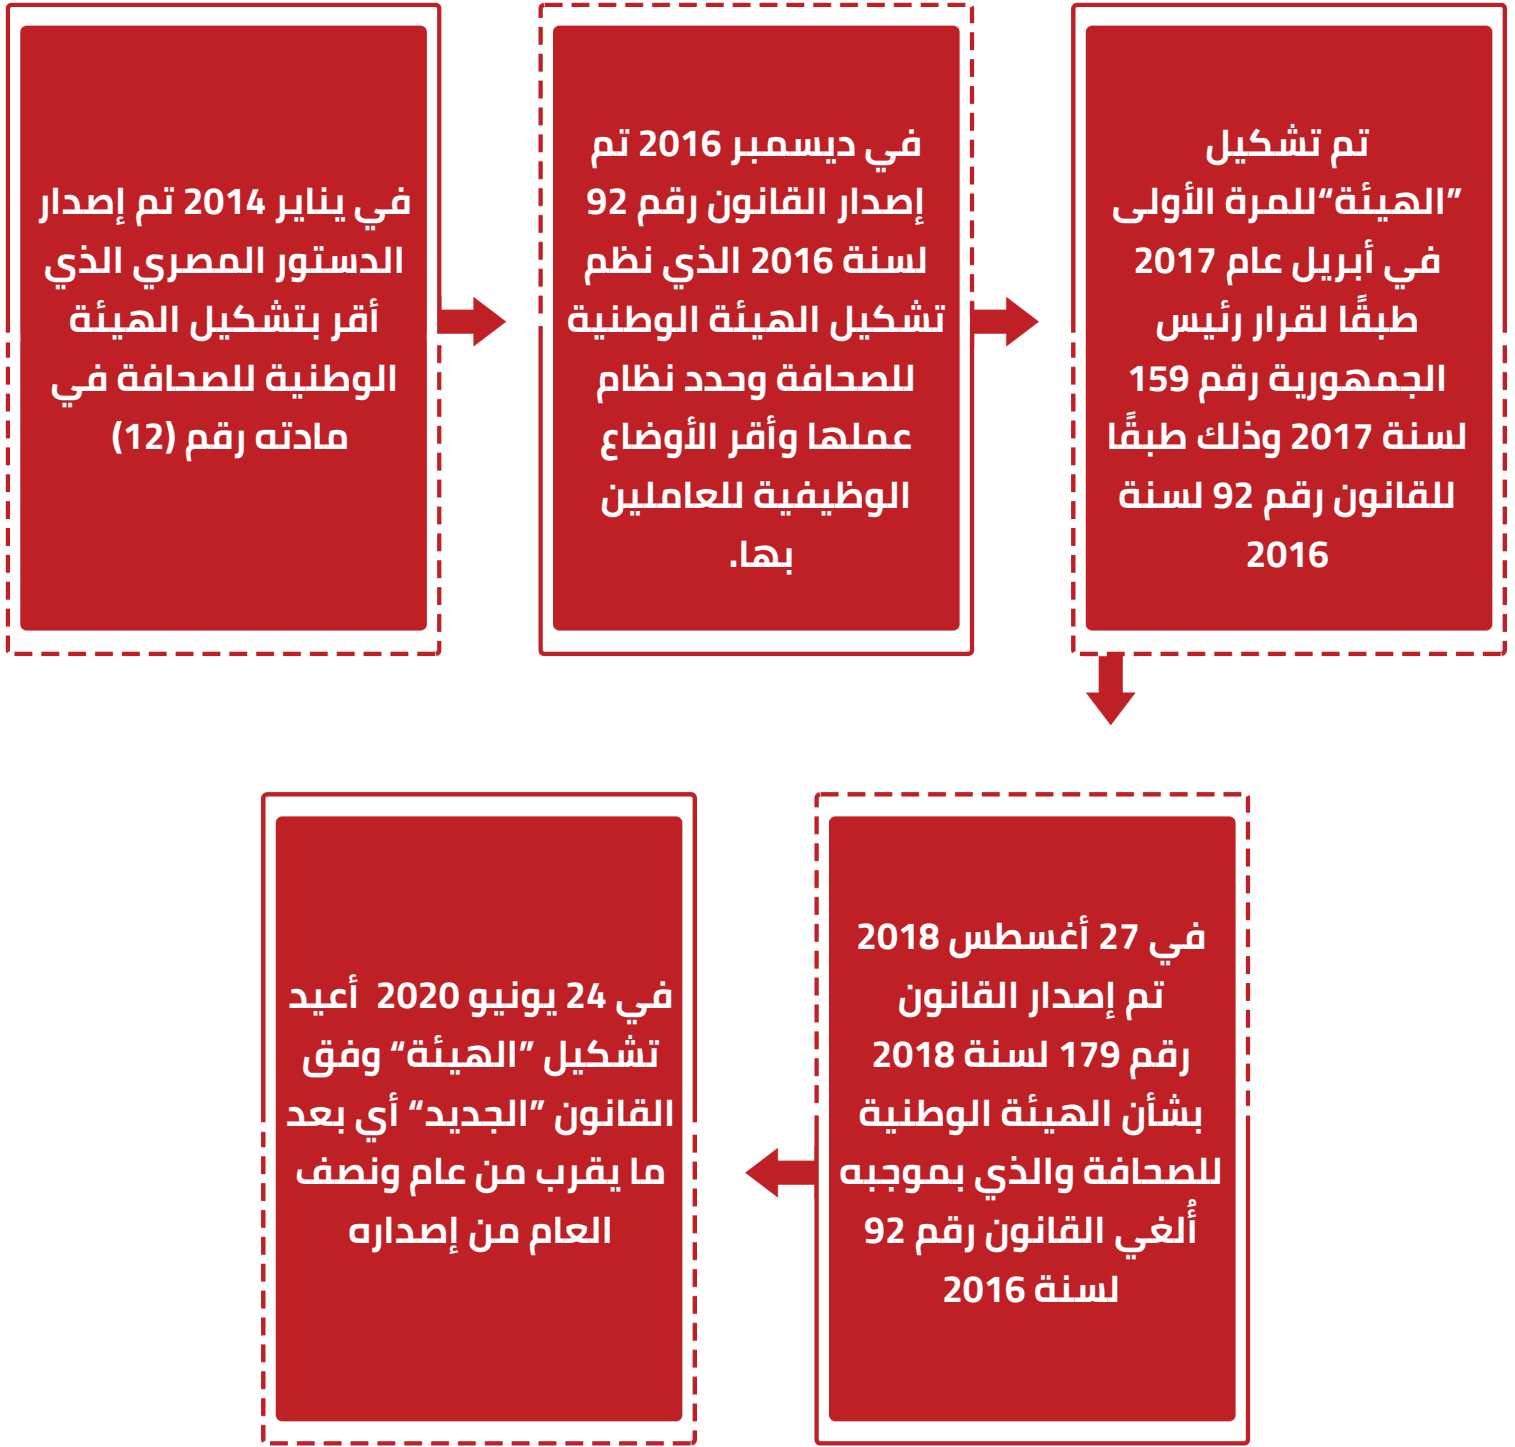 في يناير 2014 تم إصدار
الدستور المصري الذي
أقر بتشكيل الهيئة
الوطنية للصحافة في
مادته رقم (12)
في ديسمبر 2016 تم
إصدار القانون رقم 92
لسنة 2016 الذي نظم
تشكيل الهيئة الوطنية
للصحافة وحدد نظام
عملها وأقر الأوضاع
الوظيفية للعاملين
بها.
تم تشكيل
”الهيئة“للمرة الأولى
في أبريل عام 2017
طبقًا لقرار رئيس
الجمهورية رقم 159
لسنة 2017 وذلك طبقًا
للقانون رقم 92 لسنة
2016
في 27 أغسطس 2018
تم إصدار القانون
رقم 179 لسنة 2018
بشأن الهيئة الوطنية
للصحافة والذي بموجبه
أُلغي القانون رقم 92
لسنة 2016
في 24 يونيو 2020 أعيد
تشكيل ”الهيئة“ وفق
القانون ”الجديد“ أي بعد
ما يقرب من عام ونصف
العام من إصداره